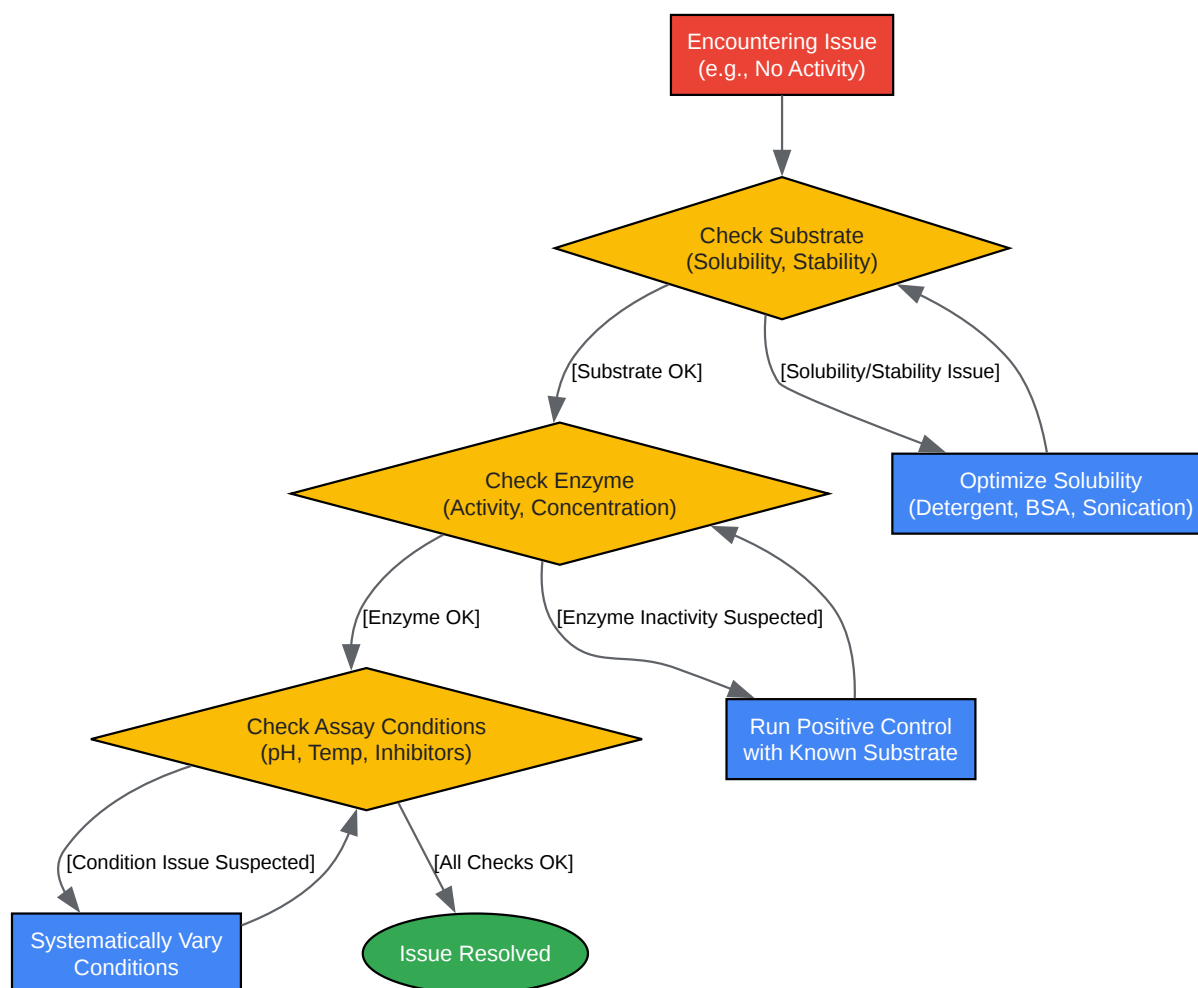 Encountering Issue
(e.g., No Activity)
Check Substrate
(Solubility, Stability)
[Substrate OK]
[Solubility/Stability Issue]
Check Enzyme
(Activity, Concentration)
Optimize Solubility
(Detergent, BSA, Sonication)
[Enzyme OK]
[Enzyme Inactivity Suspected]
Check Assay Conditions
(pH, Temp, Inhibitors)
Run Positive Control
with Known Substrate
[Condition Issue Suspected]
[All Checks OK]
Systematically Vary
Conditions
Issue Resolved